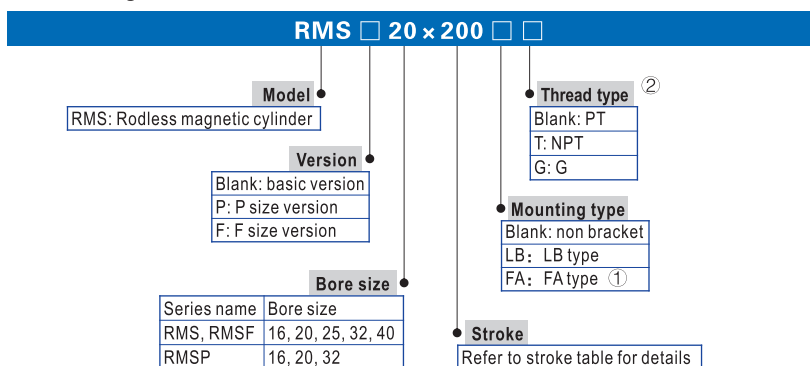 RMS □ 20 × 200 □ □
Model
RMS: Rodless magnetic cylinder
Version
Blank: basic version
P: P size version
F: F size version
Bore size
Series name Bore size
RMS, RMSF 16, 20, 25, 32, 40
RMSP 16, 20, 32
Stroke
Refer to stroke table for details
Mounting type
Blank: non bracket
LB: LB type
FA: FA type ①
Thread type ②
Blank: PT
T: NPT
G: G